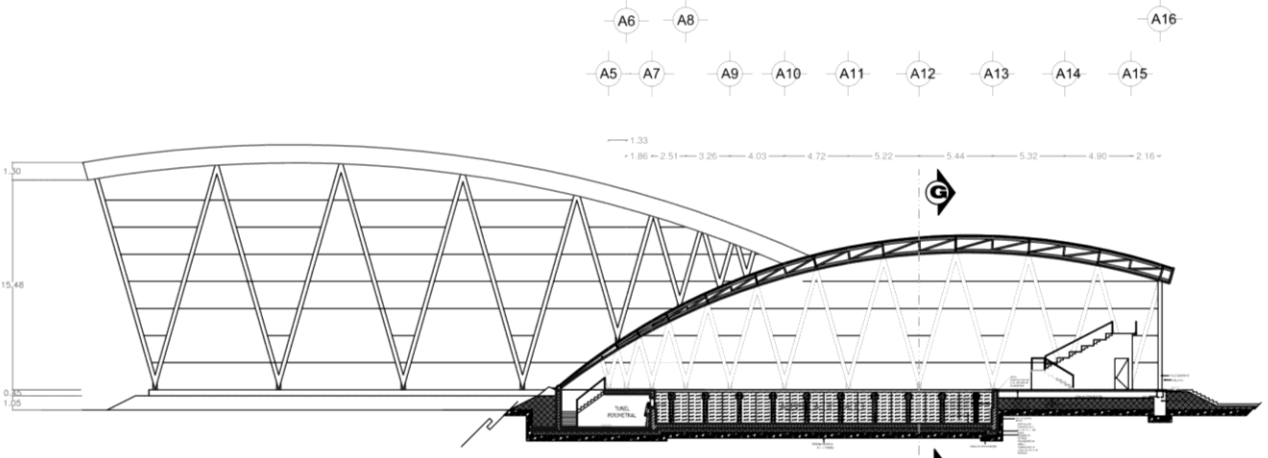 A6 A8 A16
A5 A7 A9 A10 A11 A12 A13 A14 A15
1.33
1.86 2.51 3.26 4.03 4.72 5.22 5.44 5.32 4.90 2.16
1.30
G
15.48
0.45
1.05
TUNEL
PERIMETRAL